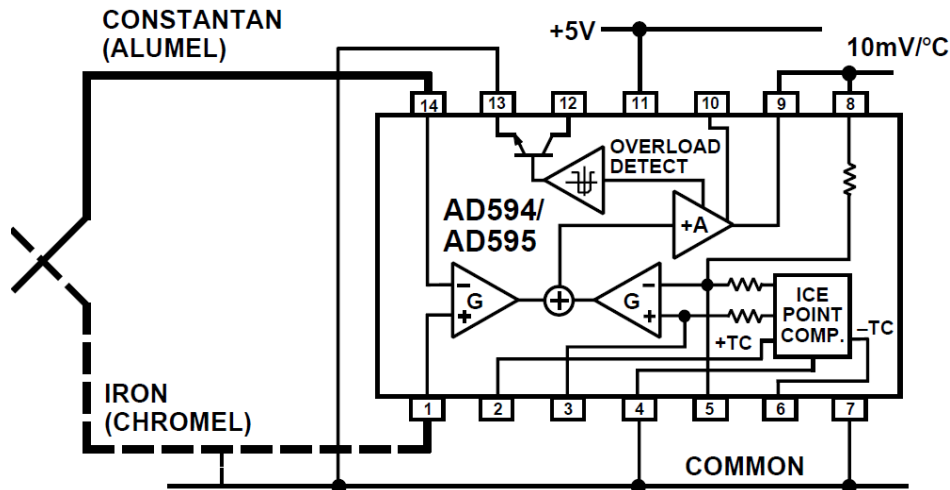 CONSTANTAN
(ALUMEL)
+5V
10mV/°C
14
13
12
11
10
9
8
OVERLOAD
DETECT
AD594/
AD595
+A
–
G
+
+
G
–
+
ICE
POINT
COMP.
+TC
–TC
IRON
(CHROMEL)
1
2
3
4
5
6
7
COMMON